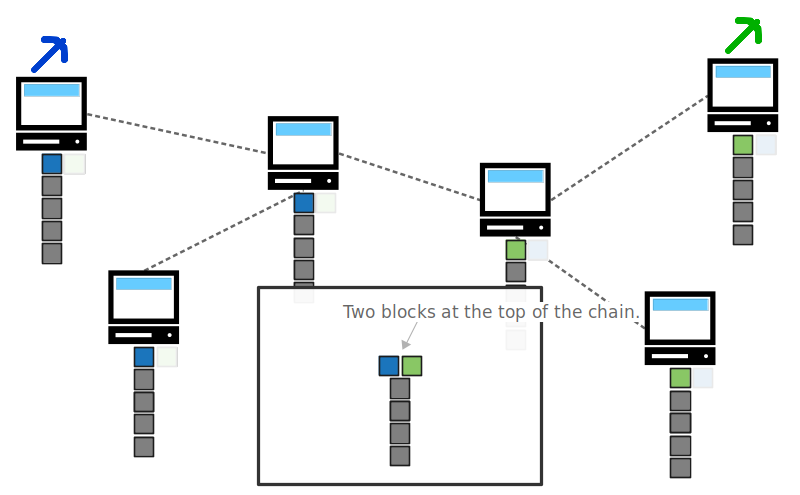 Two blocks at the top of the chain.